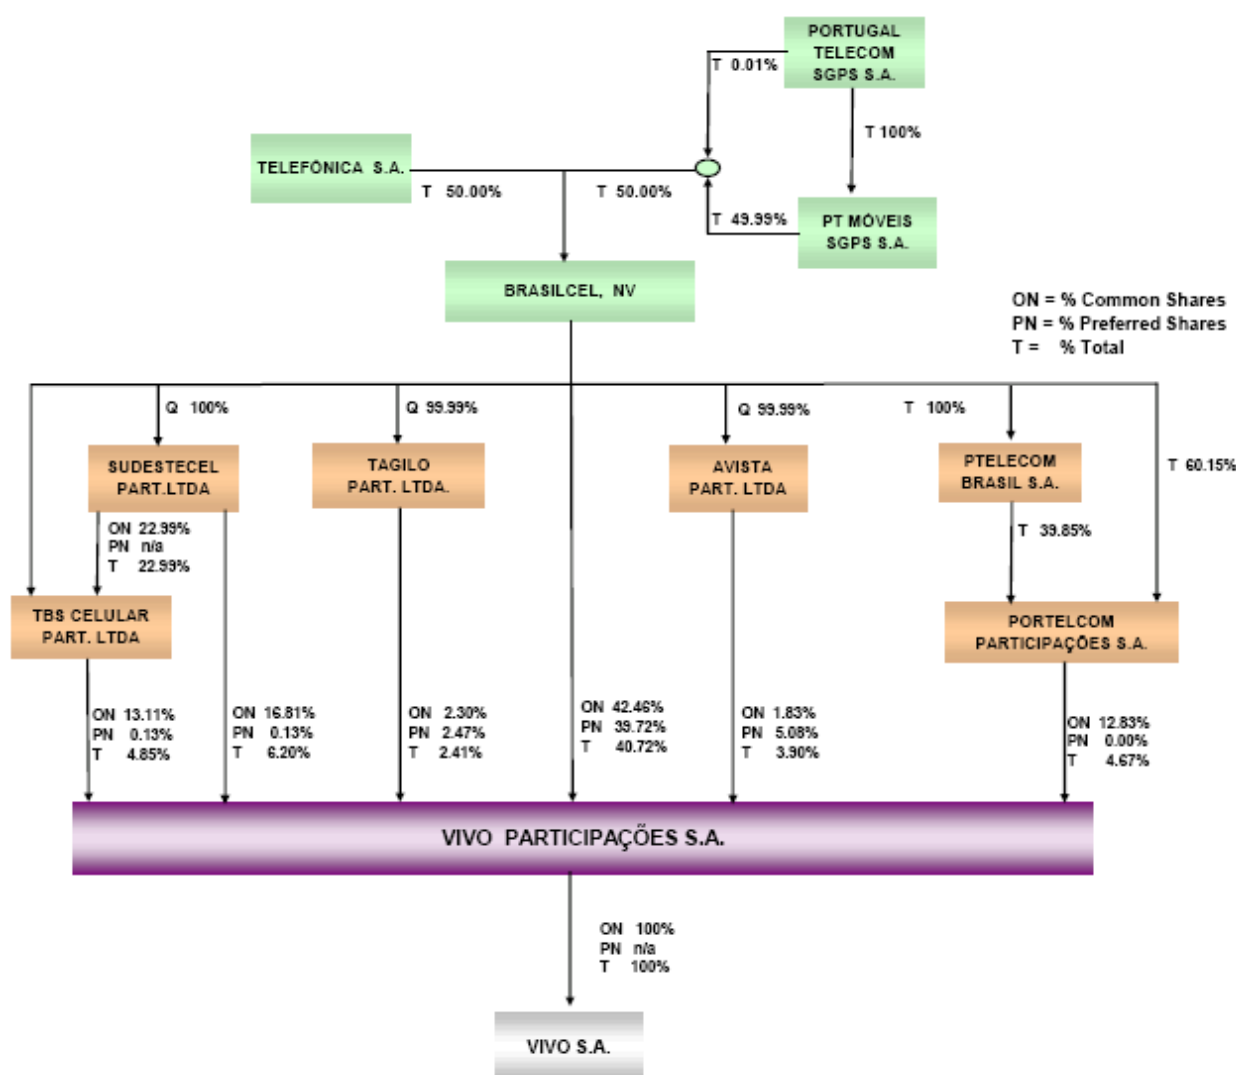 PORTUGAL
TELECOM
SGPS S.A.
T 0.01%
T 100%
TELEFÓNICA S.A.
T 50.00%
T 50.00%
T 49.99%
PT MÓVEIS
SGPS S.A.
BRASILCEL, NV
ON = % Common Shares
PN = % Preferred Shares
T = % Total
Q 100%
Q 99.99%
Q 99.99%
T 100%
T 60.15%
SUDESTECEL
PART.LTDA
TAGILO
PART. LTDA.
AVISTA
PART. LTDA
PTELECOM
BRASIL S.A.
ON 22.99%
PN n/a
T 22.99%
T 39.85%
TBS CELULAR
PART. LTDA
PORTELCOM
PARTICIPAÇÕES S.A.
ON 13.11%
PN 0.13%
T 4.85%
ON 16.81%
PN 0.13%
T 6.20%
ON 2.30%
PN 2.47%
T 2.41%
ON 42.46%
PN 39.72%
T 40.72%
ON 1.83%
PN 5.08%
T 3.90%
ON 12.83%
PN 0.00%
T 4.67%
VIVO PARTICIPAÇÕES S.A.
ON 100%
PN n/a
T 100%
VIVO S.A.